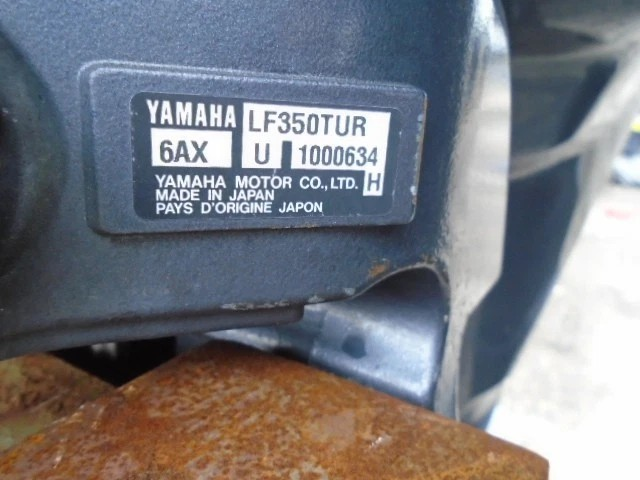 YAMAHA LF350TUR
6AX U 1000634
YAMAHA MOTOR CO., LTD. H
MADE IN JAPAN
PAYS D'ORIGINE JAPON